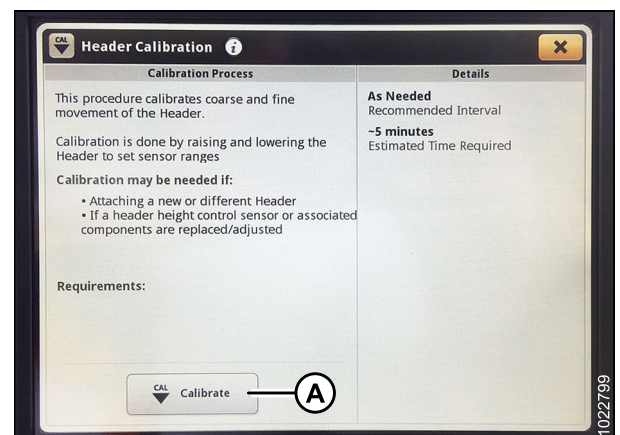 CAL
Header Calibration i
Calibration Process
This procedure calibrates coarse and fine
movement of the Header.
Calibration is done by raising and lowering the
Header to set sensor ranges
Calibration may be needed if:
• Attaching a new or different Header
• If a header height control sensor or associated
components are replaced/adjusted
Requirements:
CAL
Calibrate
A
Details
As Needed
Recommended Interval
~5 minutes
Estimated Time Required
1022799